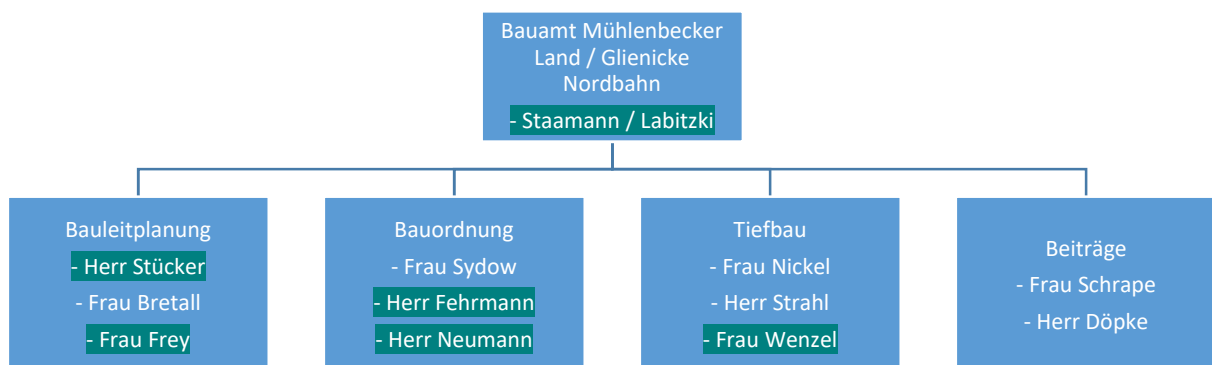 Bauamt Mühlenbecker
Land / Glienicke
Nordbahn
- Staamann / Labitzki
Bauleitplanung
- Herr Stücker
- Frau Bretall
- Frau Frey
Bauordnung
- Frau Sydow
- Herr Fehrmann
- Herr Neumann
Tiefbau
- Frau Nickel
- Herr Strahl
- Frau Wenzel
Beiträge
- Frau Schrape
- Herr Döpke